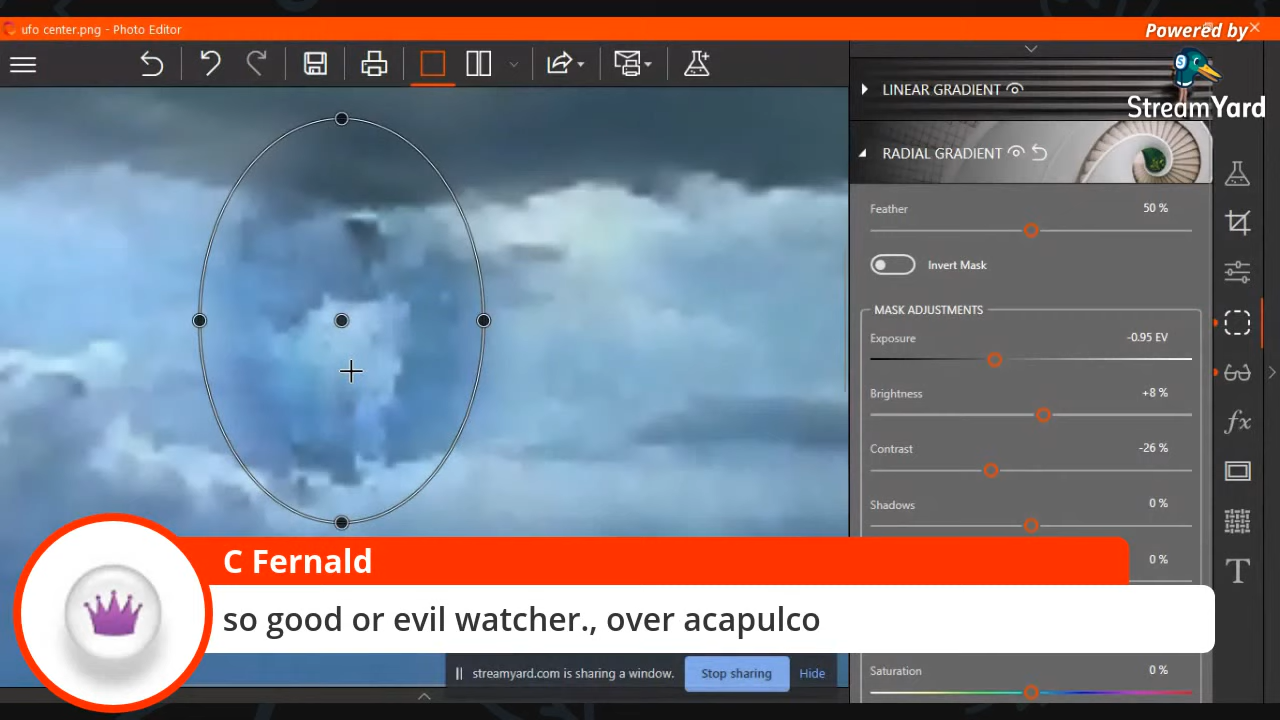 ufo center.png - Photo Editor
Powered by
StreamYard
LINEAR GRADIENT
RADIAL GRADIENT
Feather
50 %
Invert Mask
MASK ADJUSTMENTS
Exposure
-0.95 EV
Brightness
+8 %
Contrast
-26 %
Shadows
0 %
0 %
fx
T
C Fernald
so good or evil watcher., over acapulco
streamyard.com is sharing a window.
Stop sharing
Hide
Saturation
0 %